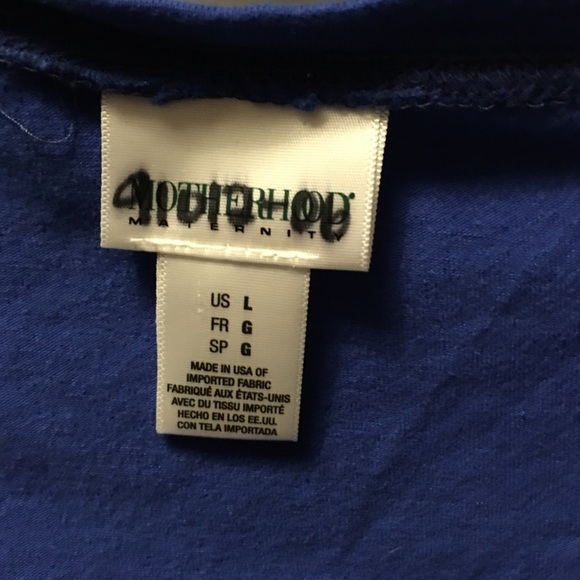 MOTHERHOOD®
MATERNITY
US L
FR G
SP G
MADE IN USA OF
IMPORTED FABRIC
FABRIQUÉ AUX ÉTATS-UNIS
AVEC DU TISSU IMPORTÉ
HECHO EN LOS EE.UU.
CON TELA IMPORTADA